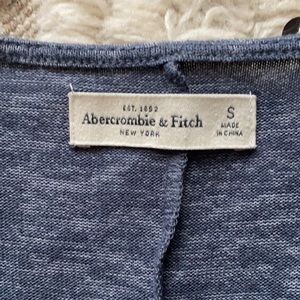 EST. 1892
Abercrombie & Fitch
NEW YORK
S
MADE
IN CHINA